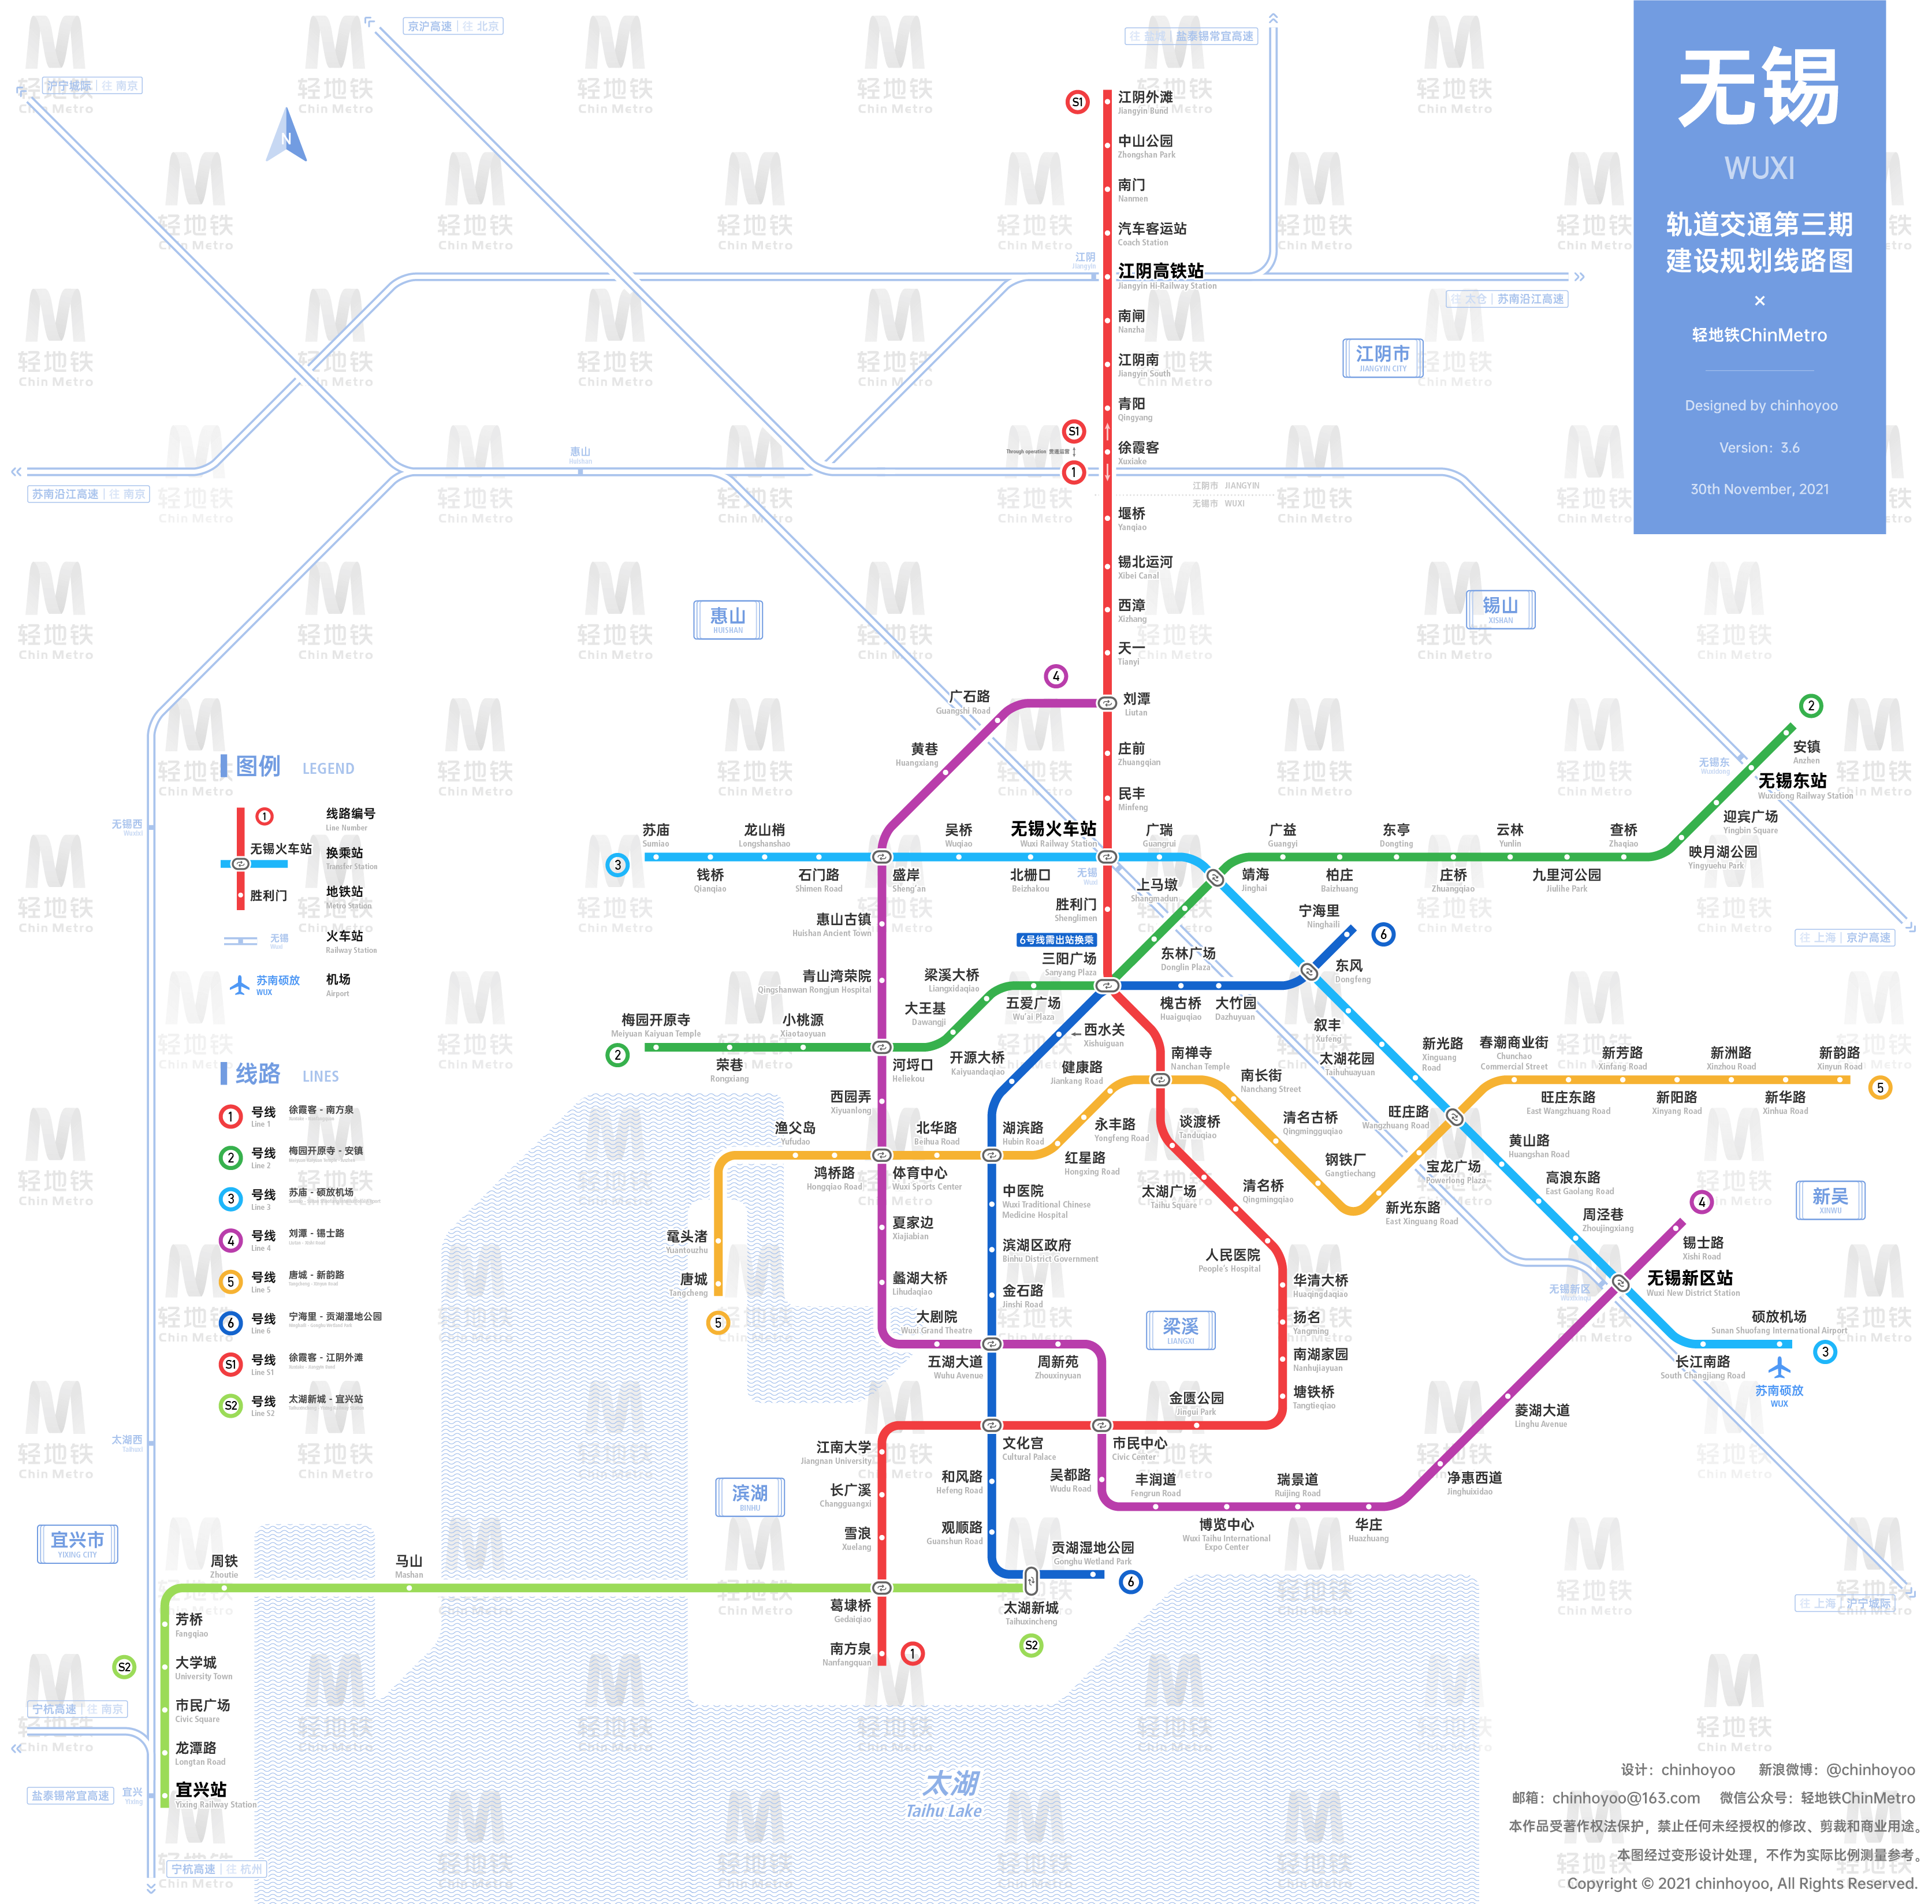 无锡
WUXI
轨道交通第三期
建设规划线路图
×
轻地铁ChinMetro
Designed by chinhoyoo
Version: 3.6
30th November, 2021
京沪高速 | 往 北京
沪宁城际 | 往 南京
往 盐城 | 盐泰锡常宜高速
往 太仓 | 苏南沿江高速
苏南沿江高速 | 往 南京
往 上海 | 京沪高速
往 上海 | 沪宁城际
宁杭高速 | 往 南京
盐泰锡常宜高速
宁杭高速 | 往 杭州
N
轻地铁
Chin Metro
S1
江阴外滩
Jiangyin Bund
中山公园
Zhongshan Park
南门
Nanmen
汽车客运站
Coach Station
江阴
Jiangyin
江阴高铁站
Jiangyin Hi-Railway Station
南闸
Nanzha
江阴南
Jiangyin South
青阳
Qingyang
S1
Through operation 贯通运营
1
徐霞客
Xuxiake
江阴市 JIANGYIN
无锡市 WUXI
江阴市
JIANGYIN CITY
惠山
Huishan
堰桥
Yanqiao
锡北运河
Xibei Canal
西漳
Xizhang
天一
Tianyi
惠山
HUISHAN
锡山
XISHAN
4
刘潭
Liutan
广石路
Guangshi Road
黄巷
Huangxiang
庄前
Zhuangqian
民丰
Minfeng
2
安镇
Anzhen
无锡东
Wuxidong
无锡东站
Wuxidong Railway Station
迎宾广场
Yingbin Square
映月湖公园
Yingyuehu Park
图例 LEGEND
1
线路编号
Line Number
无锡火车站
换乘站
Transfer Station
胜利门
地铁站
Metro Station
无锡
Wuxi
火车站
Railway Station
苏南硕放
WUX
机场
Airport
无锡西
Wuxixi
3
苏庙
Sumiao
钱桥
Qianqiao
龙山梢
Longshanshao
石门路
Shimen Road
盛岸
Sheng'an
吴桥
Wuqiao
北栅口
Beizhakou
无锡火车站
Wuxi Railway Station
无锡
Wuxi
广瑞
Guangrui
靖海
Jinghai
广益
Guangyi
柏庄
Baizhuang
东亭
Dongting
庄桥
Zhuangqiao
云林
Yunlin
九里河公园
Jiulihe Park
查桥
Zhaqiao
上马墩
Shangmadun
东林广场
Donglin Plaza
胜利门
Shenglimen
6号线需出站换乘
三阳广场
Sanyang Plaza
宁海里
Ninghaili
6
东风
Dongfeng
槐古桥
Huaiguqiao
大竹园
Dazhuyuan
惠山古镇
Huishan Ancient Town
青山湾荣院
Qingshanwan Rongjun Hospital
梁溪大桥
Liangxidaqiao
五爱广场
Wu'ai Plaza
大王基
Dawangji
梅园开原寺
Meiyuan Kaiyuan Temple
2
荣巷
Rongxiang
小桃源
Xiaotaoyuan
河埒口
Heliekou
西水关
Xishuiguan
开源大桥
Kaiyuandaqiao
健康路
Jiankang Road
南禅寺
Nanchan Temple
南长街
Nanchang Street
叙丰
Xufeng
太湖花园
Taihuhuayuan
新光路
Xinguang
Road
春潮商业街
Chunchao
Commercial Street
旺庄东路
East Wangzhuang Road
新芳路
Xinfang Road
新阳路
Xinyang Road
新洲路
Xinzhou Road
新华路
Xinhua Road
新韵路
Xinyun Road
5
旺庄路
Wangzhuang Road
线路 LINES
1 号线
Line 1
徐霞客 - 南方泉
2 号线
Line 2
梅园开原寺 - 安镇
3 号线
Line 3
苏庙 - 硕放机场
4 号线
Line 4
刘潭 - 锡士路
5 号线
Line 5
唐城 - 新韵路
6 号线
Line 6
宁海里 - 贡湖湿地公园
S1 号线
Line S1
徐霞客 - 江阴外滩
S2 号线
Line S2
太湖新城 - 宜兴站
西园弄
Xiyuanlong
渔父岛
Yufudao
鸿桥路
Hongqiao Road
体育中心
Wuxi Sports Center
北华路
Beihua Road
湖滨路
Hubin Road
红星路
Hongxing Road
永丰路
Yongfeng Road
谈渡桥
Tanduqiao
清名古桥
Qingmingguqiao
钢铁厂
Gangtiechang
新光东路
East Xinguang Road
宝龙广场
Powerlong Plaza
黄山路
Huangshan Road
高浪东路
East Gaolang Road
周泾巷
Zhoujingxiang
新吴
XINWU
4
锡士路
Xishi Road
无锡新区
无锡新区站
Wuxi New District Station
硕放机场
Sunan Shuofang International Airport
3
长江南路
South Changjiang Road
苏南硕放
WUX
鼋头渚
Yuantouzhu
唐城
Tangcheng
5
夏家边
Xiajiabian
蠡湖大桥
Lihudaqiao
中医院
Wuxi Traditional Chinese
Medicine Hospital
滨湖区政府
Binhu District Government
金石路
Jinshi Road
太湖广场
Taihu Square
清名桥
Qingmingqiao
人民医院
People's Hospital
华清大桥
Huaqingdaqiao
扬名
Yangming
南湖家园
Nanhujiayuan
塘铁桥
Tangtieqiao
梁溪
LIANGXI
大剧院
Wuxi Grand Theatre
五湖大道
Wuhu Avenue
周新苑
Zhouxinyuan
金匮公园
Jingui Park
市民中心
Civic Center
文化宫
Cultural Palace
菱湖大道
Linghu Avenue
净惠西道
Jinghuixidao
太湖西
Taihuxi
江南大学
Jiangnan University
长广溪
Changguangxi
雪浪
Xuelang
滨湖
BINHU
和风路
Hefeng Road
观顺路
Guanshun Road
吴都路
Wudu Road
丰润道
Fengrun Road
博览中心
Wuxi Taihu International
Expo Center
瑞景道
Ruijing Road
华庄
Huazhuang
贡湖湿地公园
Gonghu Wetland Park
6
太湖新城
Taihuxincheng
S2
葛埭桥
Gedaiqiao
南方泉
Nanfangquan
1
宜兴市
YIXING CITY
周铁
Zhoutie
马山
Mashan
芳桥
Fangqiao
S2
大学城
University Town
市民广场
Civic Square
龙潭路
Longtan Road
宜兴
Yixing
宜兴站
Yixing Railway Station
太湖
Taihu Lake
设计：chinhoyoo 新浪微博：@chinhoyoo
邮箱：chinhoyoo@163.com 微信公众号：轻地铁ChinMetro
本作品受著作权法保护，禁止任何未经授权的修改、剪裁和商业用途。
本图经过变形设计处理，不作为实际比例测量参考。
Copyright © 2021 chinhoyoo, All Rights Reserved.